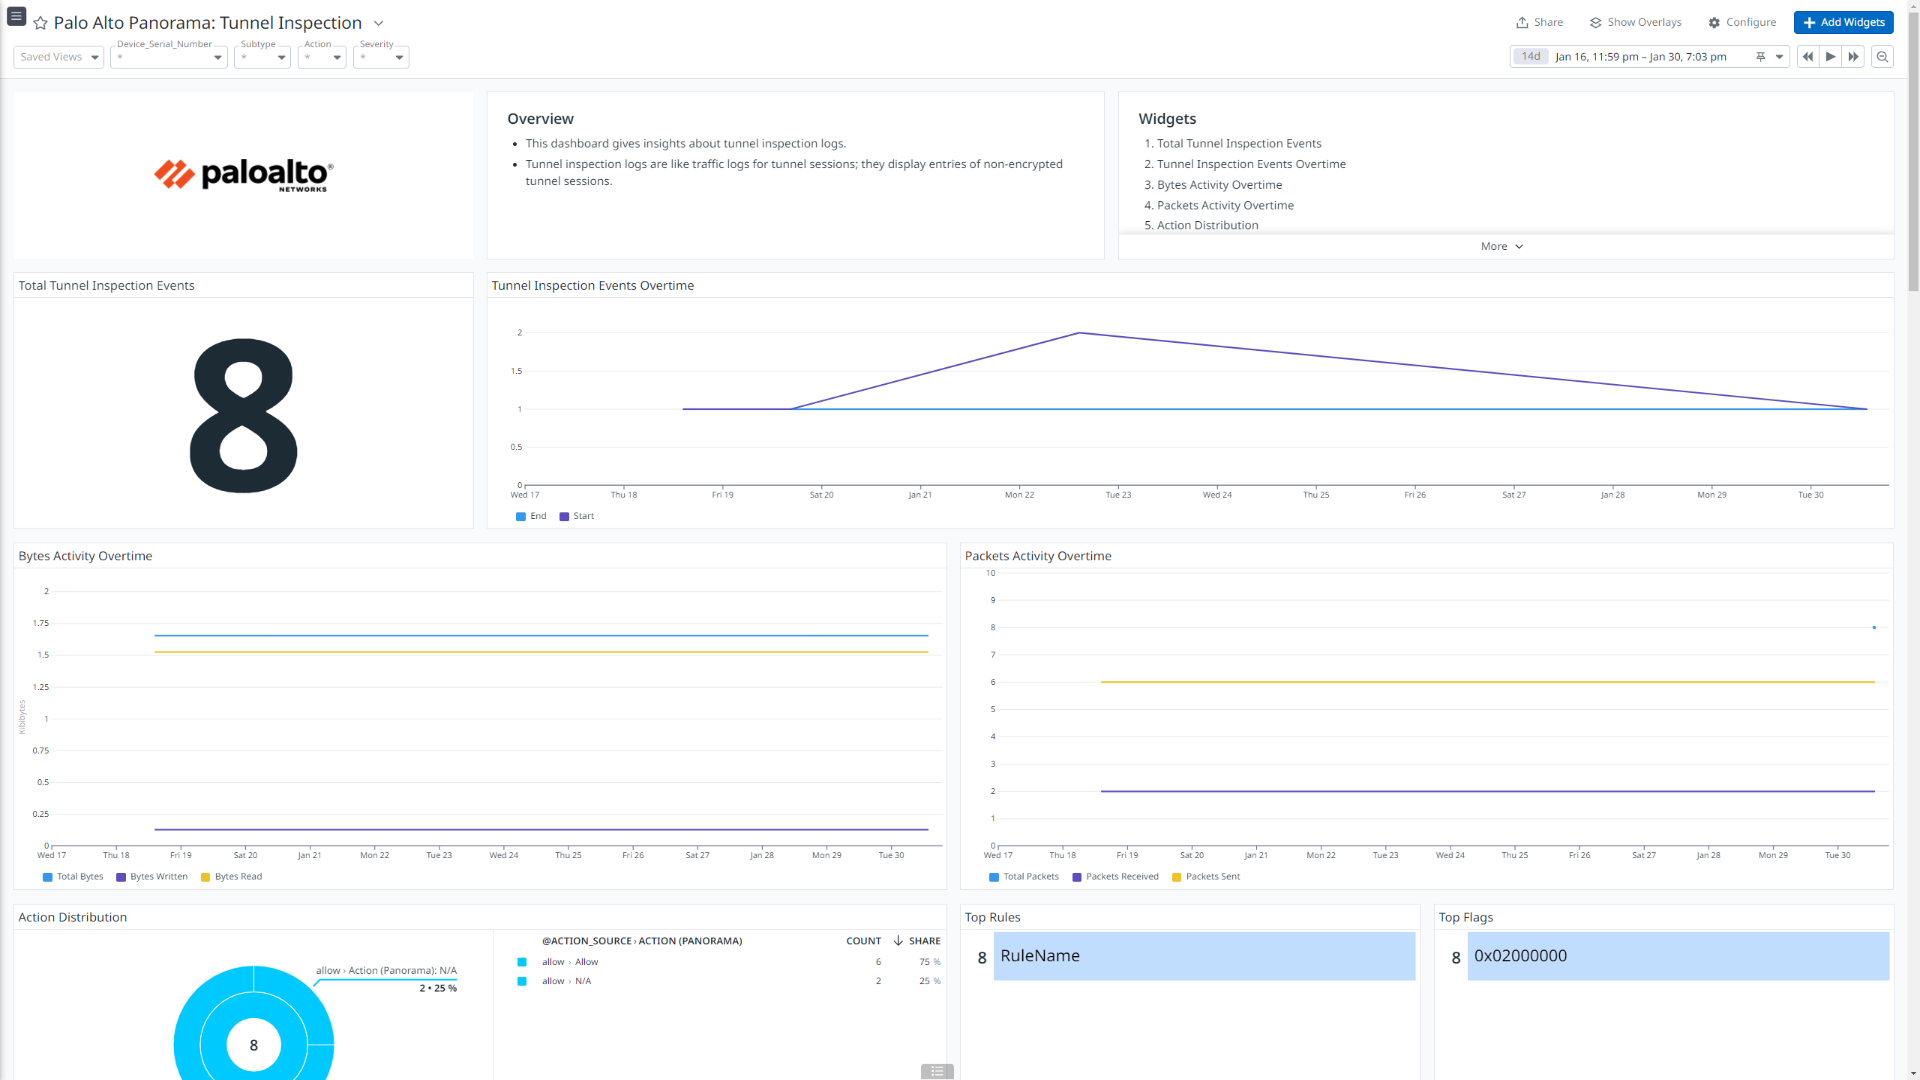 Palo Alto Panorama: Tunnel Inspection
Share
Show Overlays
Configure
Add Widgets
Saved Views
Device_Serial_Number
*
Subtype
*
Action
*
Severity
*
14d
Jan 16, 11:59 pm – Jan 30, 7:03 pm
paloalto®
NETWORKS
Overview
• This dashboard gives insights about tunnel inspection logs.
• Tunnel inspection logs are like traffic logs for tunnel sessions; they display entries of non-encrypted
tunnel sessions.
Widgets
1. Total Tunnel Inspection Events
2. Tunnel Inspection Events Overtime
3. Bytes Activity Overtime
4. Packets Activity Overtime
5. Action Distribution
More
Total Tunnel Inspection Events
8
Tunnel Inspection Events Overtime
2
1.5
1
0.5
0
Wed 17 Thu 18 Fri 19 Sat 20 Jan 21 Mon 22 Tue 23 Wed 24 Thu 25 Fri 26 Sat 27 Jan 28 Mon 29 Tue 30
End Start
Bytes Activity Overtime
Kibibytes
2
1.75
1.5
1.25
1
0.75
0.5
0.25
0
Wed 17 Thu 18 Fri 19 Sat 20 Jan 21 Mon 22 Tue 23 Wed 24 Thu 25 Fri 26 Sat 27 Jan 28 Mon 29 Tue 30
Total Bytes Bytes Written Bytes Read
Packets Activity Overtime
10
9
8
7
6
5
4
3
2
1
0
Wed 17 Thu 18 Fri 19 Sat 20 Jan 21 Mon 22 Tue 23 Wed 24 Thu 25 Fri 26 Sat 27 Jan 28 Mon 29 Tue 30
Total Packets Packets Received Packets Sent
Action Distribution
allow › Action (Panorama): N/A
2 • 25 %
8
@ACTION_SOURCE › ACTION (PANORAMA) COUNT ↓ SHARE
allow › Allow 6 75 %
allow › N/A 2 25 %
Top Rules
8 RuleName
Top Flags
8 0x02000000